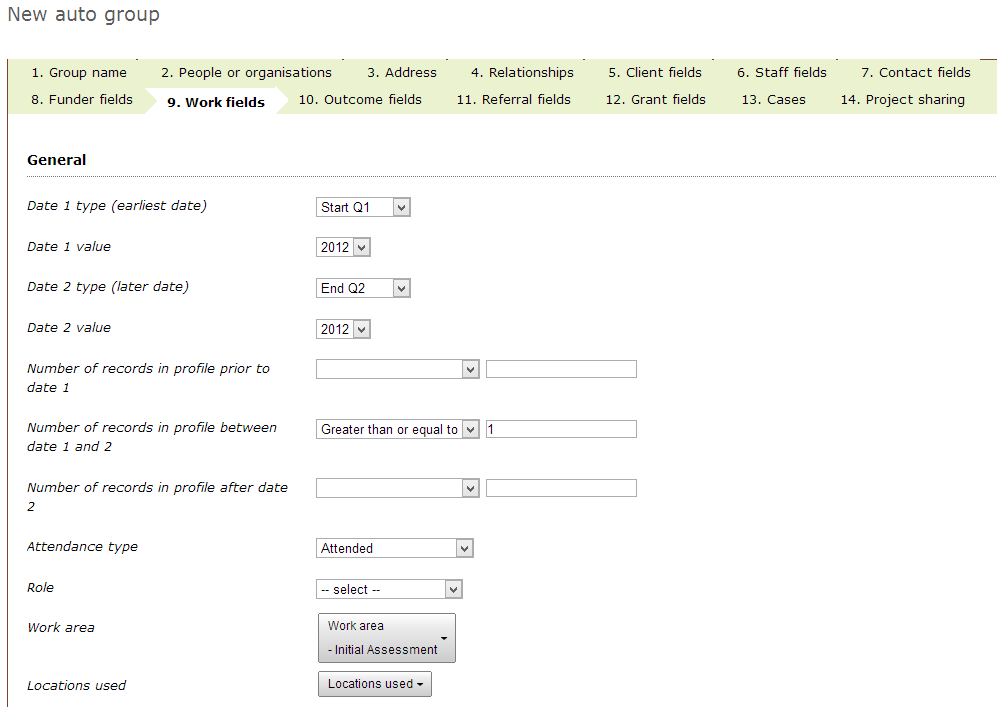 New auto group
1. Group name 2. People or organisations 3. Address 4. Relationships 5. Client fields 6. Staff fields 7. Contact fields
8. Funder fields 9. Work fields 10. Outcome fields 11. Referral fields 12. Grant fields 13. Cases 14. Project sharing
General
Date 1 type (earliest date) Start Q1
Date 1 value 2012
Date 2 type (later date) End Q2
Date 2 value 2012
Number of records in profile prior to
date 1
Number of records in profile between
date 1 and 2
Greater than or equal to 1
Number of records in profile after date
2
Attendance type Attended
Role -- select --
Work area
Work area
- Initial Assessment
Locations used Locations used